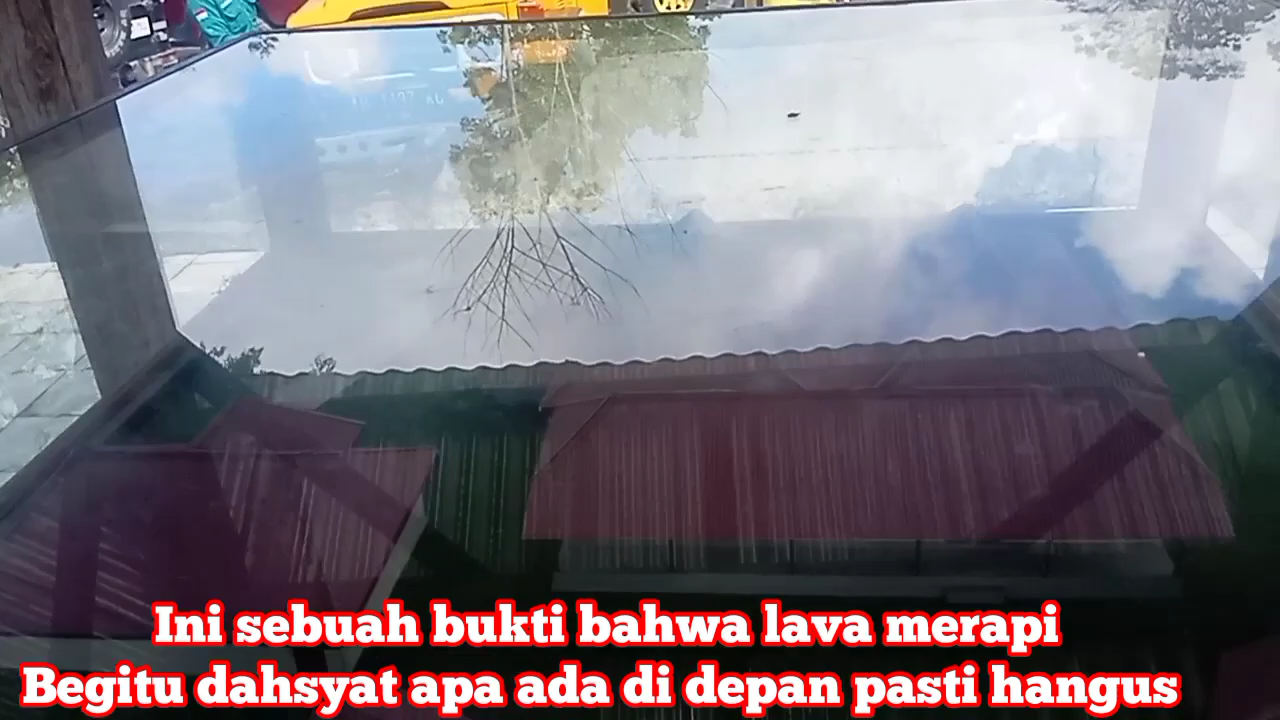 Ini sebuah bukti bahwa lava merapi
Begitu dahsyat apa ada di depan pasti hangus